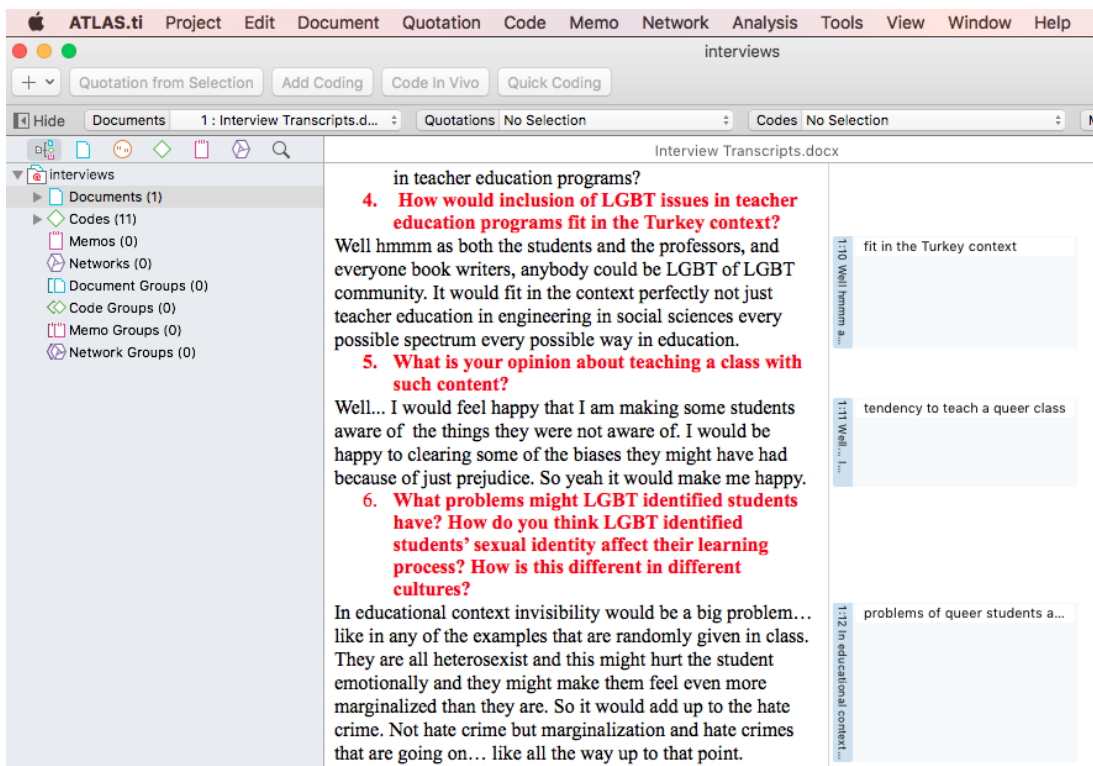 ATLAS.ti Project Edit Document Quotation Code Memo Network Analysis Tools View Window Help
interviews
+ Quotation from Selection Add Coding Code In Vivo Quick Coding
Hide Documents 1 : Interview Transcripts.d... Quotations No Selection Codes No Selection
Interview Transcripts.docx
interviews
Documents (1)
Codes (11)
Memos (0)
Networks (0)
Document Groups (0)
Code Groups (0)
Memo Groups (0)
Network Groups (0)
in teacher education programs?
4. How would inclusion of LGBT issues in teacher
education programs fit in the Turkey context?
Well hmmm as both the students and the professors, and
everyone book writers, anybody could be LGBT of LGBT
community. It would fit in the context perfectly not just
teacher education in engineering in social sciences every
possible spectrum every possible way in education.
5. What is your opinion about teaching a class with
such content?
Well... I would feel happy that I am making some students
aware of the things they were not aware of. I would be
happy to clearing some of the biases they might have had
because of just prejudice. So yeah it would make me happy.
6. What problems might LGBT identified students
have? How do you think LGBT identified
students' sexual identity affect their learning
process? How is this different in different
cultures?
In educational context invisibility would be a big problem…
like in any of the examples that are randomly given in class.
They are all heterosexist and this might hurt the student
emotionally and they might make them feel even more
marginalized than they are. So it would add up to the hate
crime. Not hate crime but marginalization and hate crimes
that are going on… like all the way up to that point.
1:10 Well hmmm a...
fit in the Turkey context
1:11 Well... I...
tendency to teach a queer class
1:12 In educational context...
problems of queer students a...